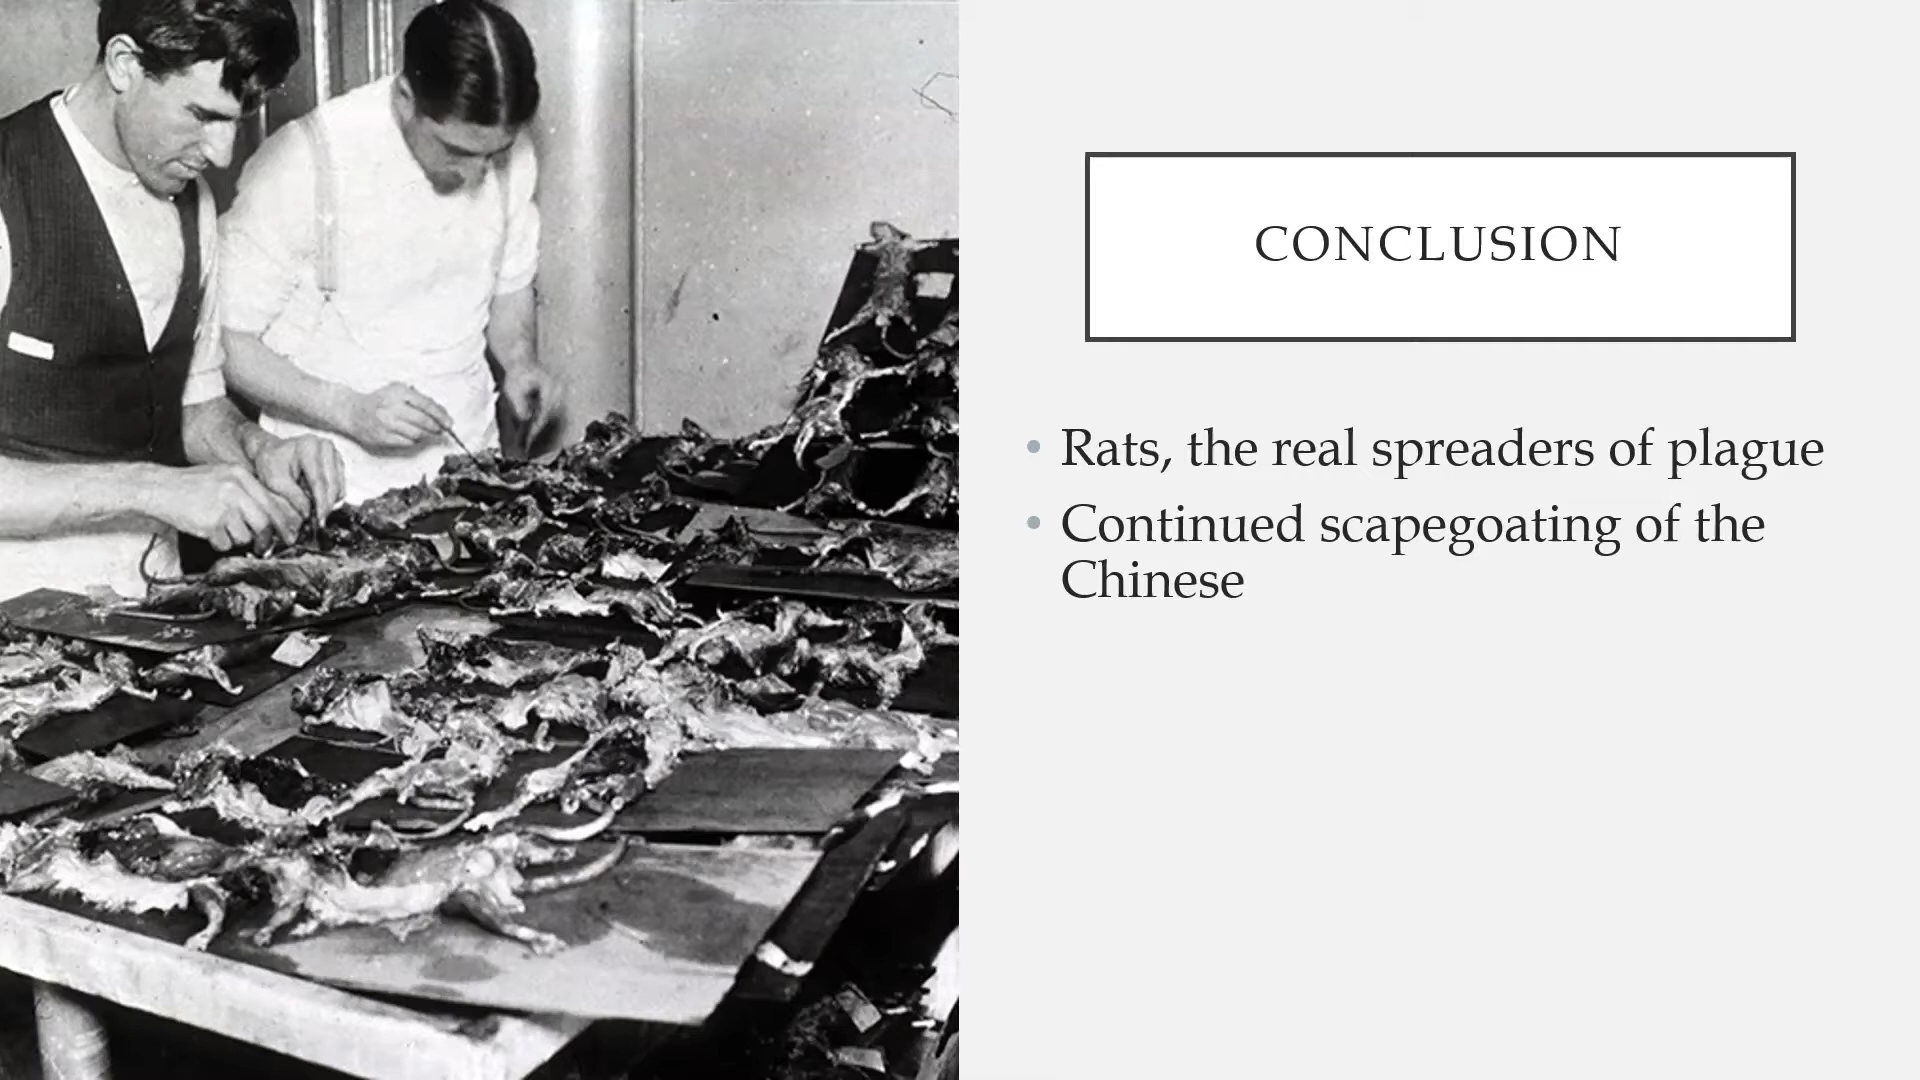 CONCLUSION
• Rats, the real spreaders of plague
• Continued scapegoating of the
Chinese